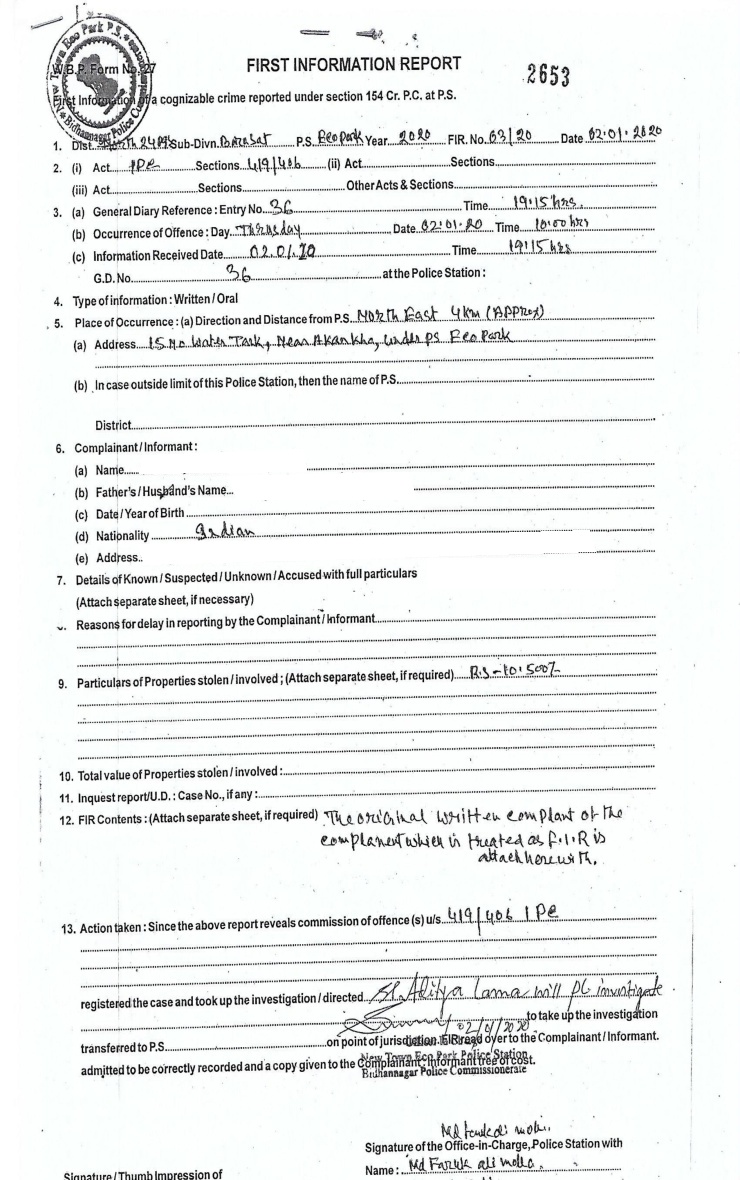 New Town Eco Park P.S.
Bidhannagar Police
W.B.P. Form No. 27
FIRST INFORMATION REPORT
2653
First Information of a cognizable crime reported under section 154 Cr. P.C. at P.S.
1. Dist. North 24 Sub-Divn. Barasat P.S. Eco Park Year 2020 FIR. No. 03/20 Date 02.01.2020
2. (i) Act IPC Sections 419/406 (ii) Act Sections
(iii) Act Sections Other Acts & Sections
3. (a) General Diary Reference : Entry No. 36 Time 19:15 hrs
(b) Occurrence of Offence : Day Date 02.01.20 Time 10:00 hrs
(c) Information Received Date 02.01.20 Time 19:15 hrs
G.D. No. 36 at the Police Station :
4. Type of information : Written / Oral
5. Place of Occurrence : (a) Direction and Distance from P.S. North East 4 km (APPROX)
(a) Address 15 No Water Tank, Near Akankha, under PS Eco Park
(b) In case outside limit of this Police Station, then the name of P.S.
District
6. Complainant / Informant :
(a) Name
(b) Father's / Husband's Name
(c) Date / Year of Birth
(d) Nationality Indian
(e) Address
7. Details of Known / Suspected / Unknown / Accused with full particulars
(Attach separate sheet, if necessary)
Reasons for delay in reporting by the Complainant / Informant
9. Particulars of Properties stolen / involved ; (Attach separate sheet, if required) RS-10.500/-
10. Total value of Properties stolen / involved :
11. Inquest report / U.D. : Case No., if any :
12. FIR Contents : (Attach separate sheet, if required) The original written complant of the
complanent which is treated as F.I.R is
attach herewith.
13. Action taken : Since the above report reveals commission of offence (s) u/s 419/406 IPC
registered the case and took up the investigation / directed SI. Aditya Lama will pl investigate
02/01/2020 to take up the investigation
transferred to P.S. on point of jurisdiction. FIR read over to the Complainant / Informant.
admitted to be correctly recorded and a copy given to the Complainant / Informant free of cost.
New Town Eco Park Police Station
Bidhannagar Police Commissionerate
Signature of the Office-in-Charge, Police Station with
Name : Md Faruk ali molla
Signature / Thumb Impression of